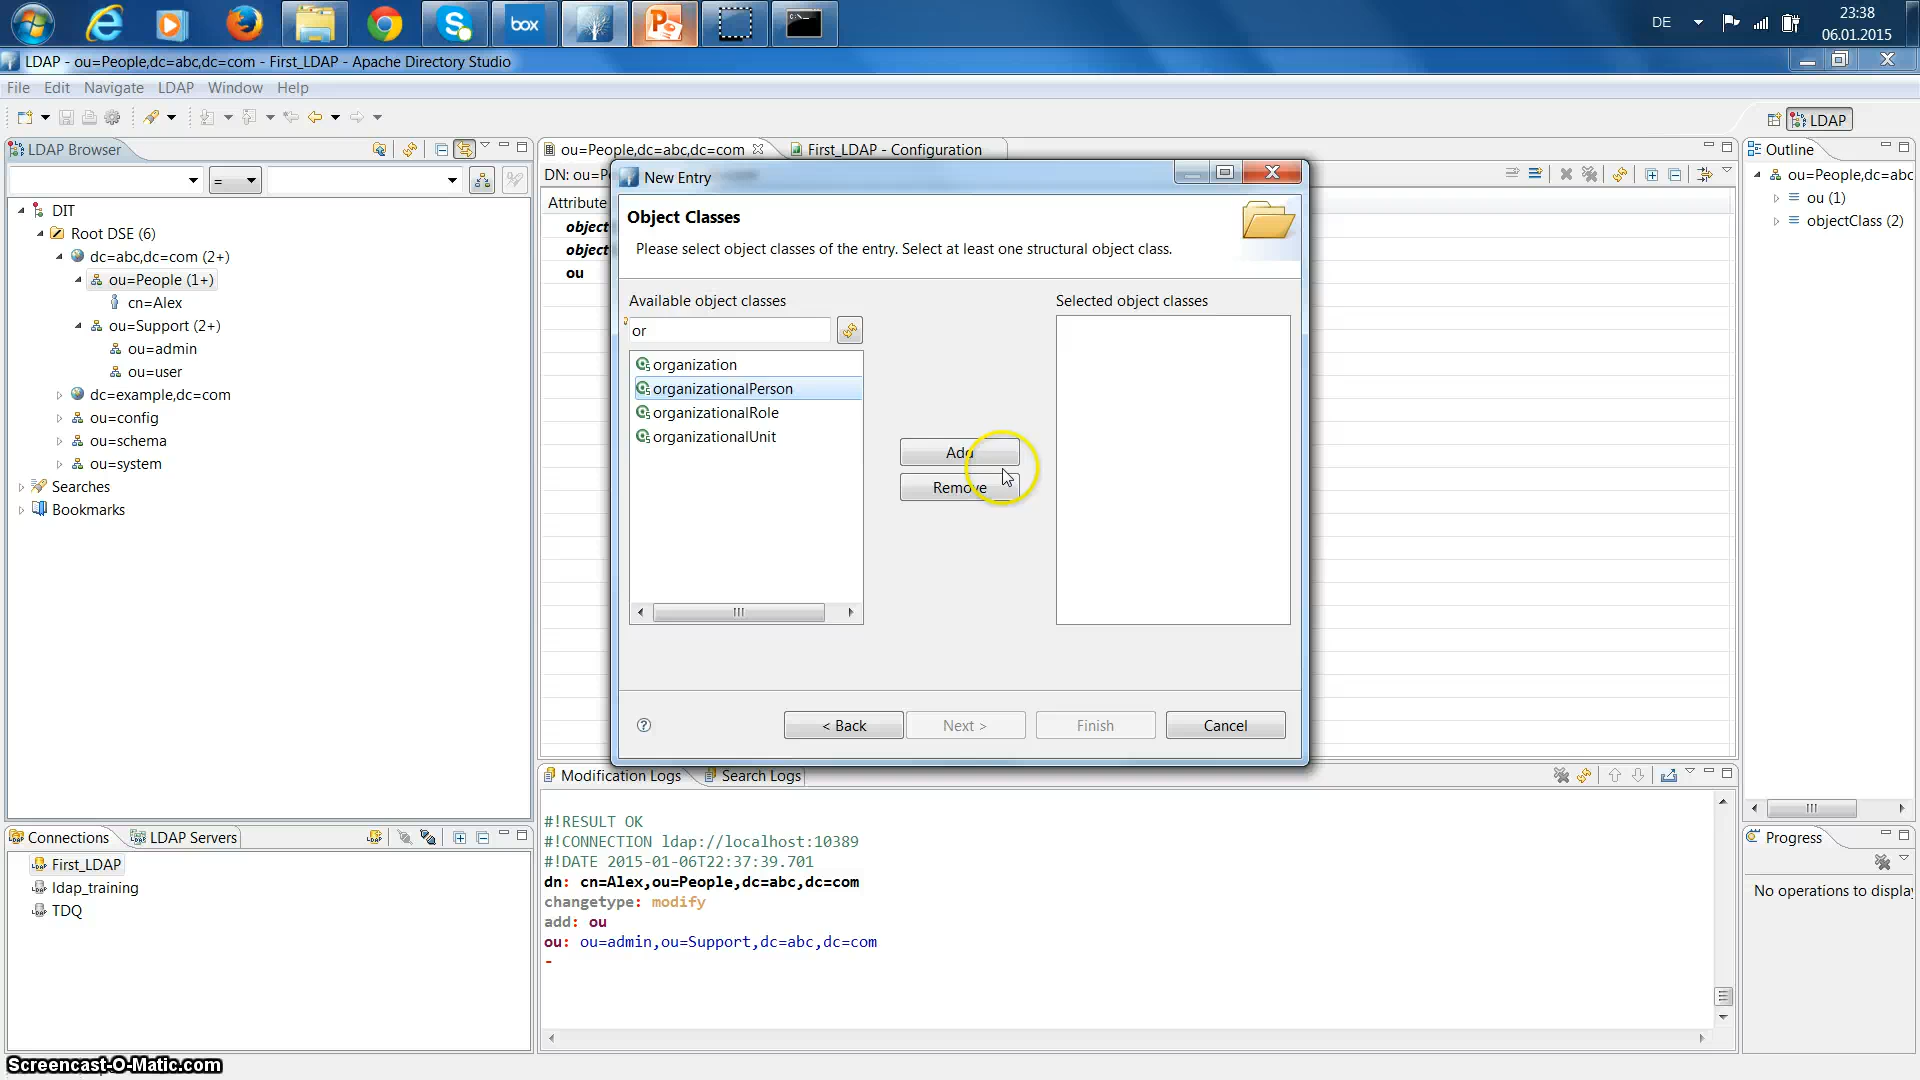 box
DE
23:38
06.01.2015
LDAP - ou=People,dc=abc,dc=com - First_LDAP - Apache Directory Studio
File Edit Navigate LDAP Window Help
LDAP
LDAP Browser
=
DIT
Root DSE (6)
dc=abc,dc=com (2+)
ou=People (1+)
cn=Alex
ou=Support (2+)
ou=admin
ou=user
dc=example,dc=com
ou=config
ou=schema
ou=system
Searches
Bookmarks
ou=People,dc=abc,dc=com
First_LDAP - Configuration
DN: ou=P
Attribute
object
object
ou
New Entry
Object Classes
Please select object classes of the entry. Select at least one structural object class.
Available object classes
or
organization
organizationalPerson
organizationalRole
organizationalUnit
Add
Remove
Selected object classes
< Back
Next >
Finish
Cancel
Outline
ou=People,dc=abc
ou (1)
objectClass (2)
Modification Logs
Search Logs
#!RESULT OK
#!CONNECTION ldap://localhost:10389
#!DATE 2015-01-06T22:37:39.701
dn: cn=Alex,ou=People,dc=abc,dc=com
changetype: modify
add: ou
ou: ou=admin,ou=Support,dc=abc,dc=com
-
Connections
LDAP Servers
First_LDAP
ldap_training
TDQ
Progress
No operations to display
Screencast-O-Matic.com